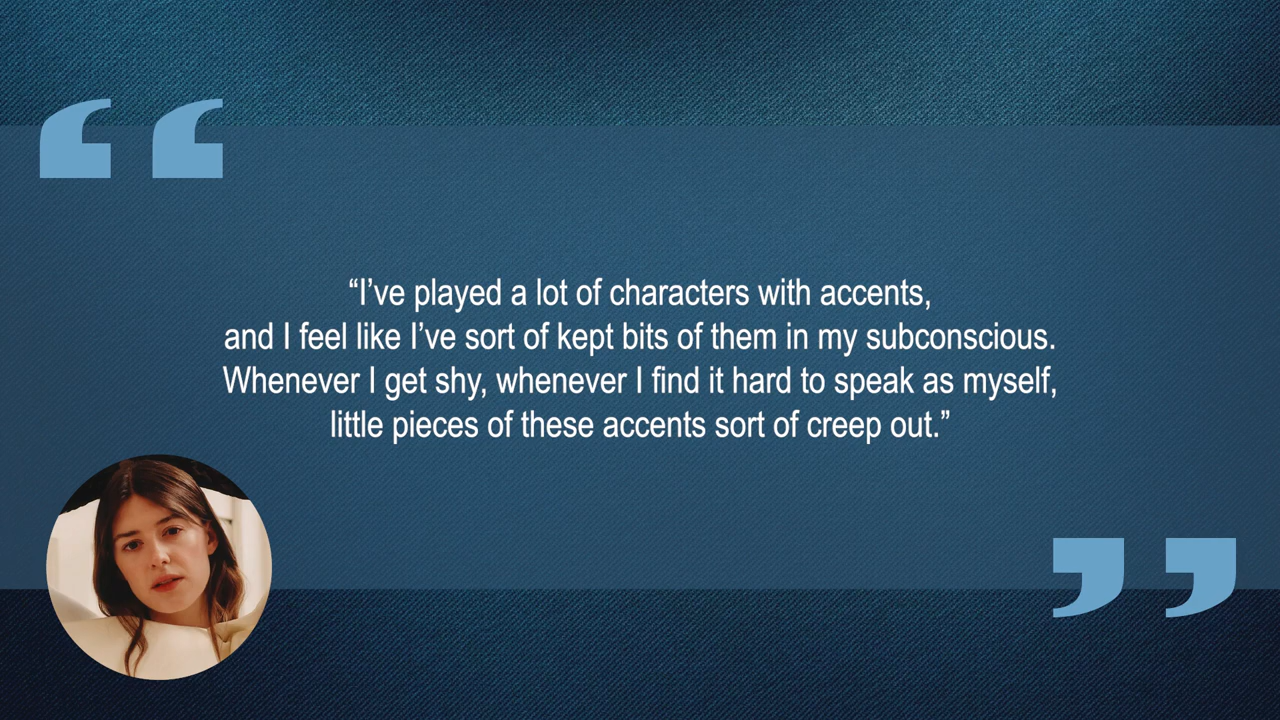 “I’ve played a lot of characters with accents,
and I feel like I’ve sort of kept bits of them in my subconscious.
Whenever I get shy, whenever I find it hard to speak as myself,
little pieces of these accents sort of creep out.”